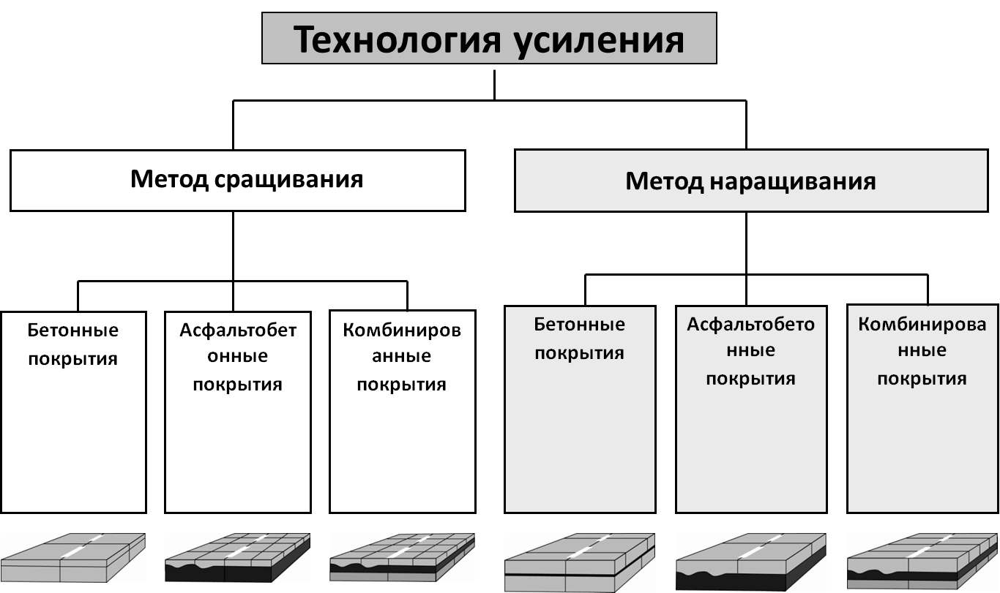 Технология усиления
Метод сращивания
Метод наращивания
Бетонные
покрытия
Асфальтобет
онные
покрытия
Комбиниров
анные
покрытия
Бетонные
покрытия
Асфальтобето
нные
покрытия
Комбинирова
нные
покрытия